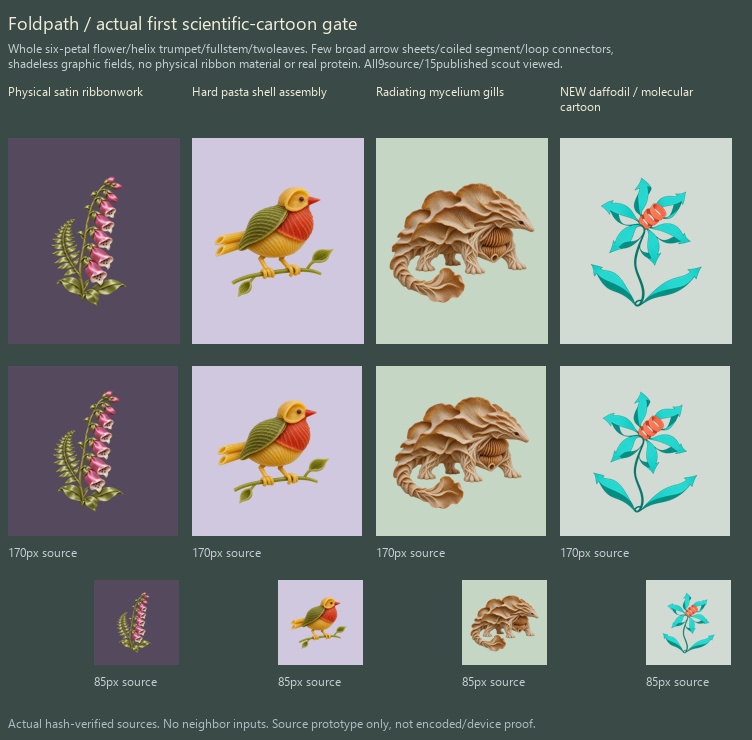 Foldpath / actual first scientific-cartoon gate
Whole six-petal flower/helix trumpet/fullstem/twoleaves. Few broad arrow sheets/coiled segment/loop connectors,
shadeless graphic fields, no physical ribbon material or real protein. All9source/15published scout viewed.
Physical satin ribbonwork
Hard pasta shell assembly
Radiating mycelium gills
NEW daffodil / molecular
cartoon
170px source
170px source
170px source
170px source
85px source
85px source
85px source
85px source
Actual hash-verified sources. No neighbor inputs. Source prototype only, not encoded/device proof.